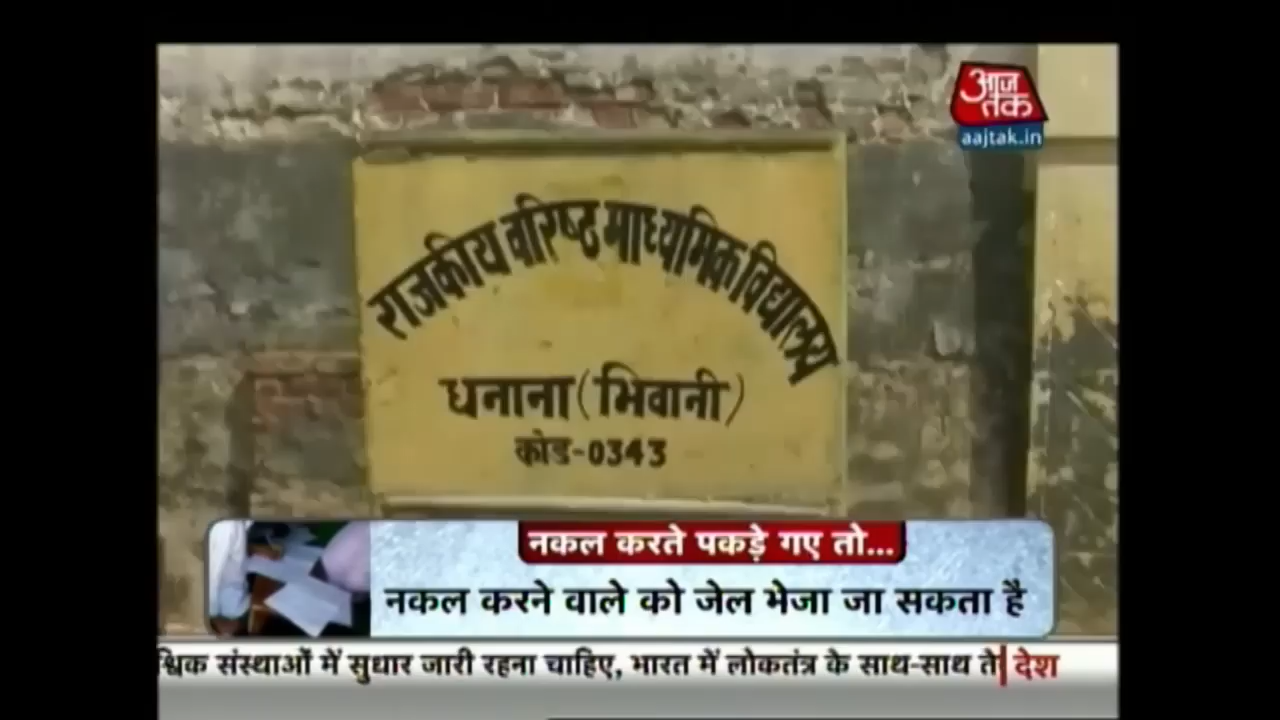 आज
तक
aajtak.in
राजकीय वरिष्ठ माध्यमिक विद्यालय
धनाना (भिवानी)
कोड-0343
नकल करते पकड़े गए तो...
नकल करने वाले को जेल भेजा जा सकता है
श्विक संस्थाओं में सुधार जारी रहना चाहिए, भारत में लोकतंत्र के साथ-साथ ते देश